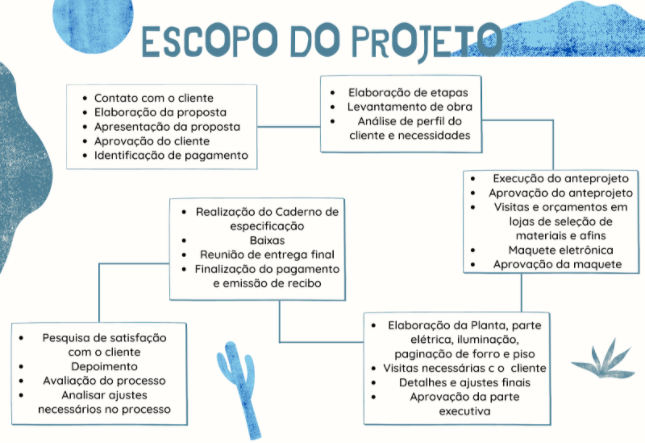 ESCOPO DO PROJETO
• Contato com o cliente
• Elaboração da proposta
• Apresentação da proposta
• Aprovação do cliente
• Identificação de pagamento
• Elaboração de etapas
• Levantamento de obra
• Análise de perfil do
cliente e necessidades
• Execução do anteprojeto
• Aprovação do anteprojeto
• Visitas e orçamentos em
lojas de seleção de
materiais e afins
• Maquete eletrônica
• Aprovação da maquete
• Elaboração da Planta, parte
elétrica, iluminação,
paginação de forro e piso
• Visitas necessárias c o cliente
• Detalhes e ajustes finais
• Aprovação da parte
executiva
• Realização do Caderno de
especificação
• Baixas
• Reunião de entrega final
• Finalização do pagamento
e emissão de recibo
• Pesquisa de satisfação
com o cliente
• Depoimento
• Avaliação do processo
• Analisar ajustes
necessários no processo